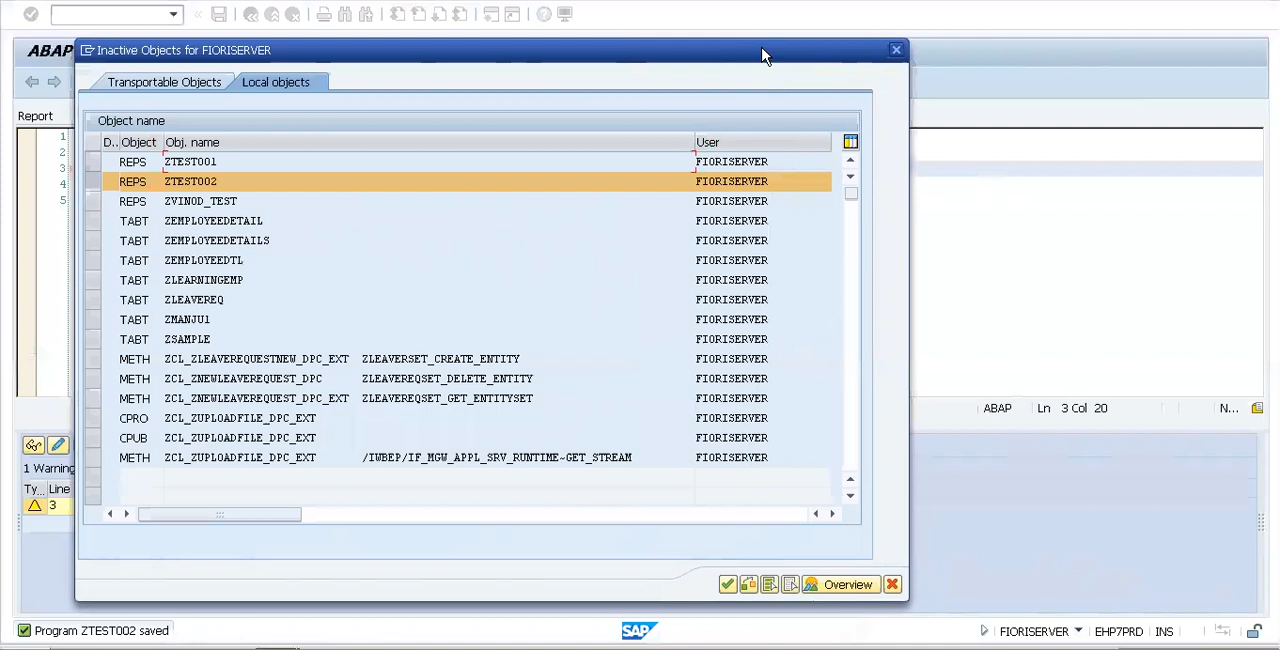 ABAP
Inactive Objects for FIORISERVER
Transportable Objects Local objects
Report
Object name
D.. Object Obj. name User
REPS ZTEST001 FIORISERVER
REPS ZTEST002 FIORISERVER
REPS ZVINOD_TEST FIORISERVER
TABT ZEMPLOYEEDETAIL FIORISERVER
TABT ZEMPLOYEEDETAILS FIORISERVER
TABT ZEMPLOYEEDTL FIORISERVER
TABT ZLEARNINGEMP FIORISERVER
TABT ZLEAVEREQ FIORISERVER
TABT ZMANJU1 FIORISERVER
TABT ZSAMPLE FIORISERVER
METH ZCL_ZLEAVEREQUESTNEW_DPC_EXT ZLEAVERSET_CREATE_ENTITY FIORISERVER
METH ZCL_ZNEWLEAVEREQUEST_DPC ZLEAVEREQSET_DELETE_ENTITY FIORISERVER
METH ZCL_ZNEWLEAVEREQUEST_DPC_EXT ZLEAVEREQSET_GET_ENTITYSET FIORISERVER
CPRO ZCL_ZUPLOADFILE_DPC_EXT FIORISERVER
CPUB ZCL_ZUPLOADFILE_DPC_EXT FIORISERVER
METH ZCL_ZUPLOADFILE_DPC_EXT /IWBEP/IF_MGW_APPL_SRV_RUNTIME~GET_STREAM FIORISERVER
1
2
3
4
5
ABAP Ln 3 Col 20 N...
1 Warning
Ty... Line
3
Overview
Program ZTEST002 saved
SAP
FIORISERVER EHP7PRD INS